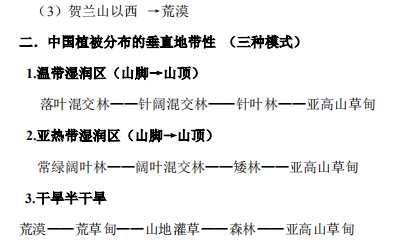 （3）贺兰山以西 →荒漠
二．中国植被分布的垂直地带性 （三种模式）
1.温带湿润区（山脚→山顶）
落叶混交林——针阔混交林——针叶林——亚高山草甸
2.亚热带湿润区（山脚→山顶）
常绿阔叶林——阔叶混交林——矮林——亚高山草甸
3.干旱半干旱
荒漠——荒草甸——山地灌草——森林——亚高山草甸